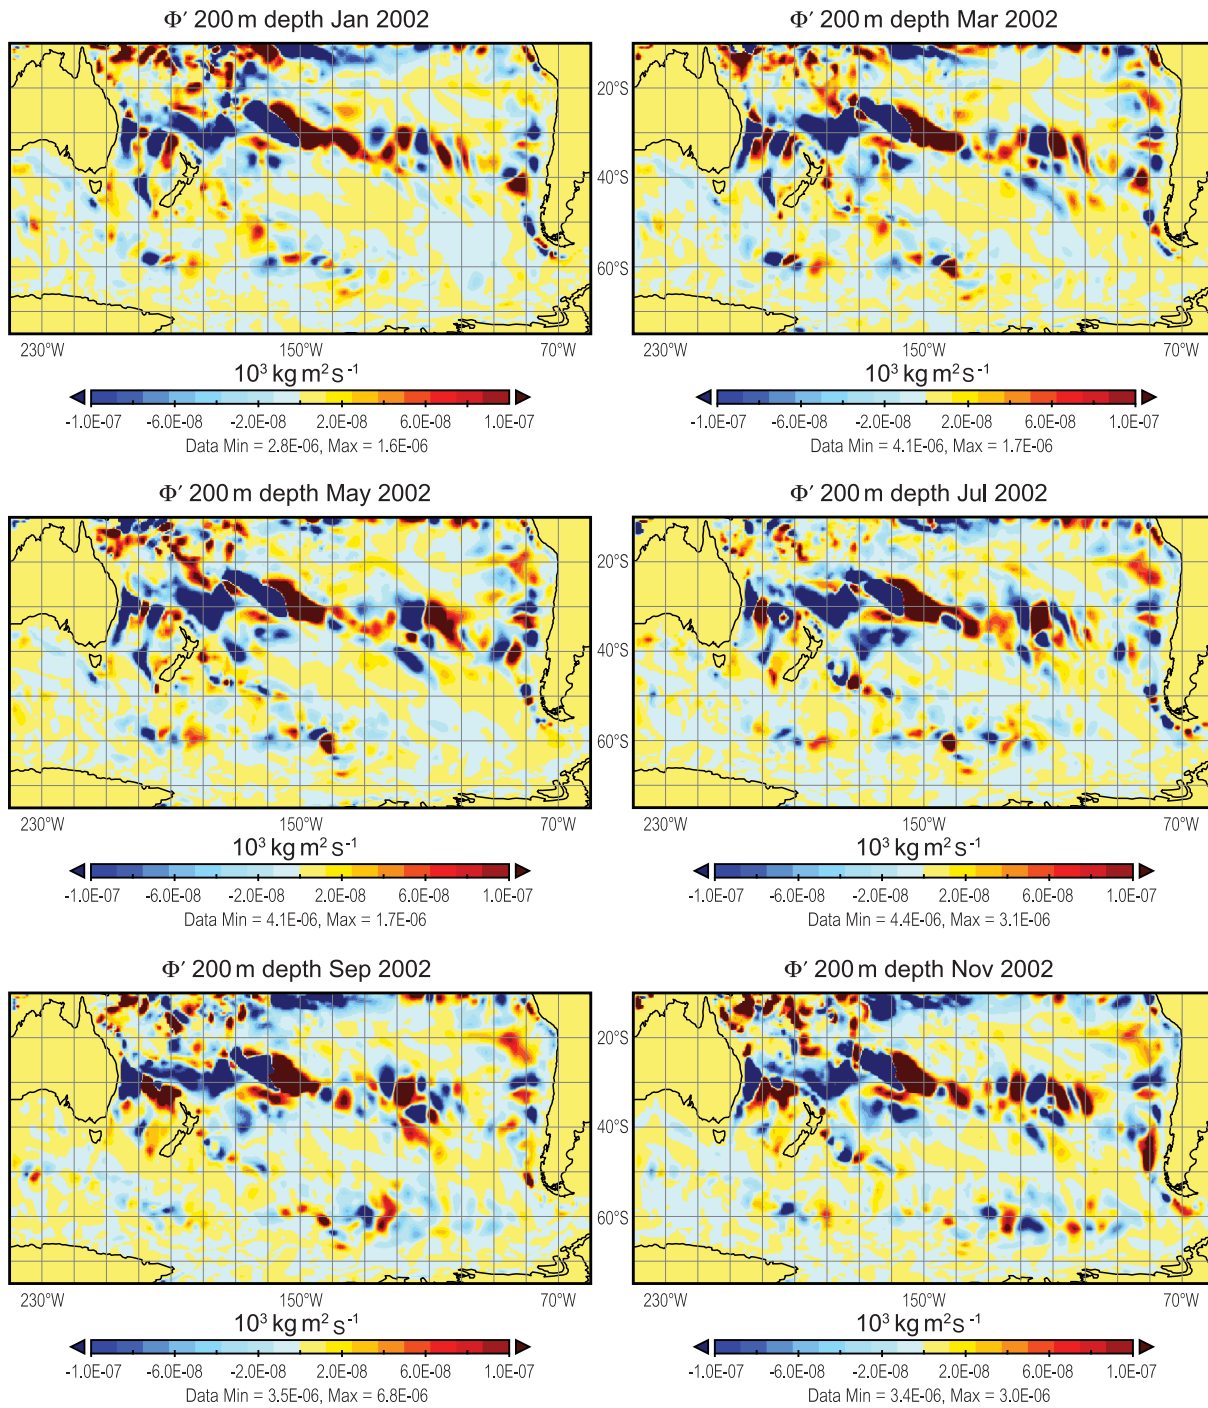 Φ′ 200 m depth Jan 2002
Φ′ 200 m depth Mar 2002
20°S
40°S
60°S
230°W 150°W 70°W
230°W 150°W 70°W
10³ kg m² s⁻¹
10³ kg m² s⁻¹
-1.0E-07 -6.0E-08 -2.0E-08 2.0E-08 6.0E-08 1.0E-07
-1.0E-07 -6.0E-08 -2.0E-08 2.0E-08 6.0E-08 1.0E-07
Data Min = 2.8E-06, Max = 1.6E-06
Data Min = 4.1E-06, Max = 1.7E-06
Φ′ 200 m depth May 2002
Φ′ 200 m depth Jul 2002
20°S
40°S
60°S
230°W 150°W 70°W
230°W 150°W 70°W
10³ kg m² s⁻¹
10³ kg m² s⁻¹
-1.0E-07 -6.0E-08 -2.0E-08 2.0E-08 6.0E-08 1.0E-07
-1.0E-07 -6.0E-08 -2.0E-08 2.0E-08 6.0E-08 1.0E-07
Data Min = 4.1E-06, Max = 1.7E-06
Data Min = 4.4E-06, Max = 3.1E-06
Φ′ 200 m depth Sep 2002
Φ′ 200 m depth Nov 2002
20°S
40°S
60°S
230°W 150°W 70°W
230°W 150°W 70°W
10³ kg m² s⁻¹
10³ kg m² s⁻¹
-1.0E-07 -6.0E-08 -2.0E-08 2.0E-08 6.0E-08 1.0E-07
-1.0E-07 -6.0E-08 -2.0E-08 2.0E-08 6.0E-08 1.0E-07
Data Min = 3.5E-06, Max = 6.8E-06
Data Min = 3.4E-06, Max = 3.0E-06